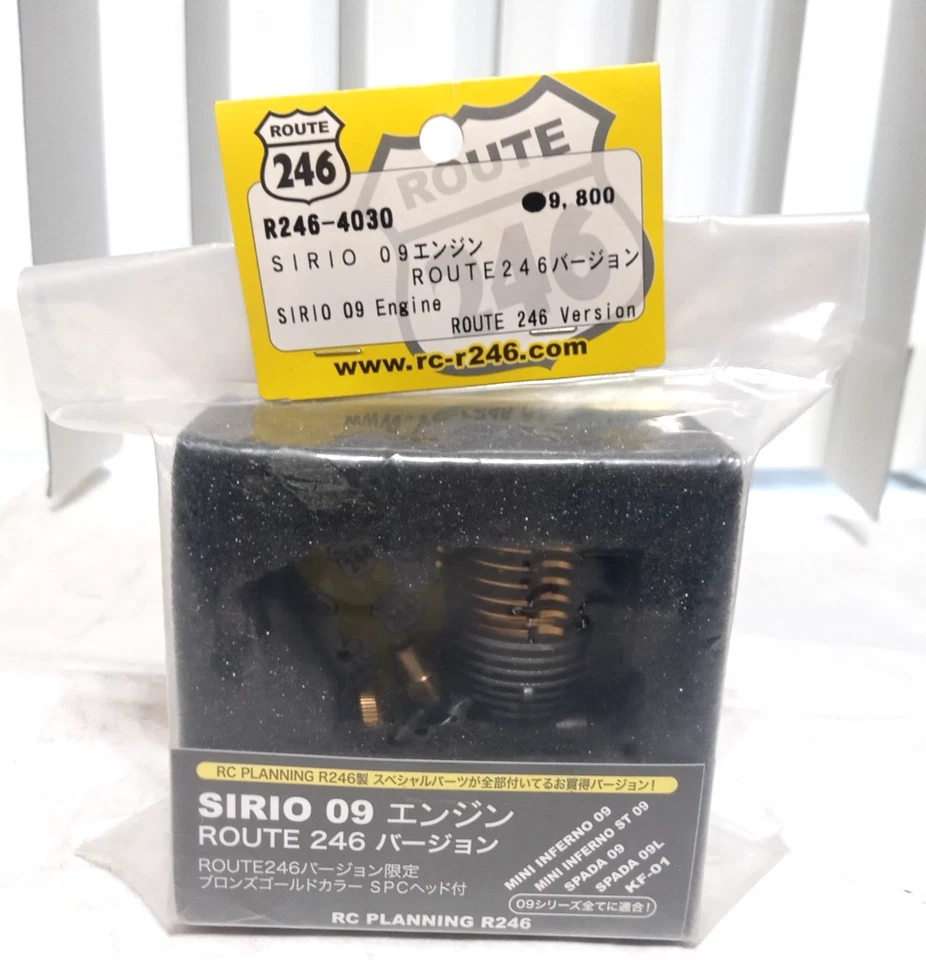 ROUTE
246
ROUTE
246
R246-4030
●9,800
SIRIO 09エンジン
ROUTE246バージョン
SIRIO 09 Engine
ROUTE 246 Version
www.rc-r246.com
RC PLANNING R246製 スペシャルパーツが全部付いてるお買得バージョン!
SIRIO 09 エンジン
ROUTE 246 バージョン
ROUTE246バージョン限定
ブロンズゴールドカラー SPCヘッド付
MINI INFERNO 09
MINI INFERNO ST 09
SPADA 09
SPADA 09L
KF-01
09シリーズ全てに適合!
RC PLANNING R246